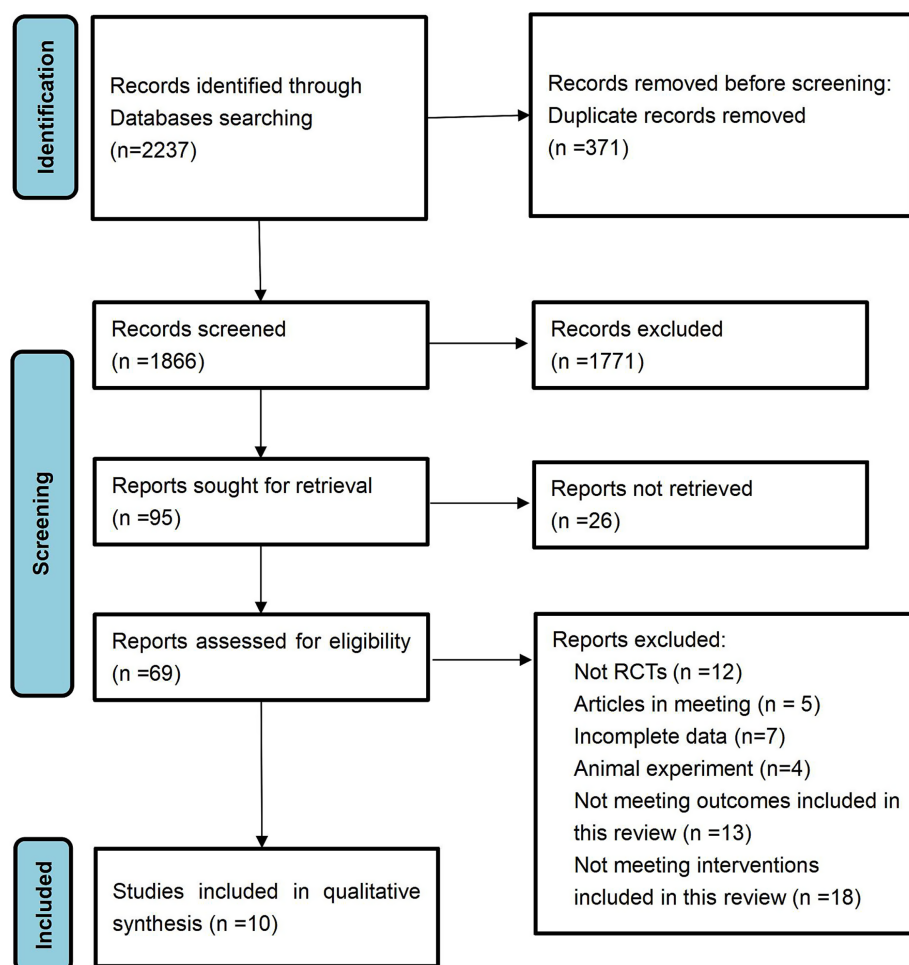 Identification
Records identified through
Databases searching
(n=2237)
Records removed before screening:
Duplicate records removed
(n =371)
Screening
Records screened
(n =1866)
Records excluded
(n =1771)
Reports sought for retrieval
(n =95)
Reports not retrieved
(n =26)
Reports assessed for eligibility
(n =69)
Reports excluded:
Not RCTs (n =12)
Articles in meeting (n = 5)
Incomplete data (n=7)
Animal experiment (n=4)
Not meeting outcomes included in
this review (n =13)
Not meeting interventions
included in this review (n =18)
Included
Studies included in qualitative
synthesis (n =10)